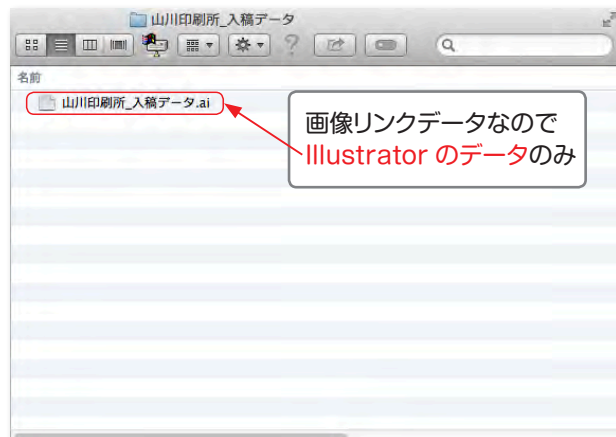 山川印刷所_入稿データ
名前
山川印刷所_入稿データ.ai
画像リンクデータなので
Illustrator のデータのみ